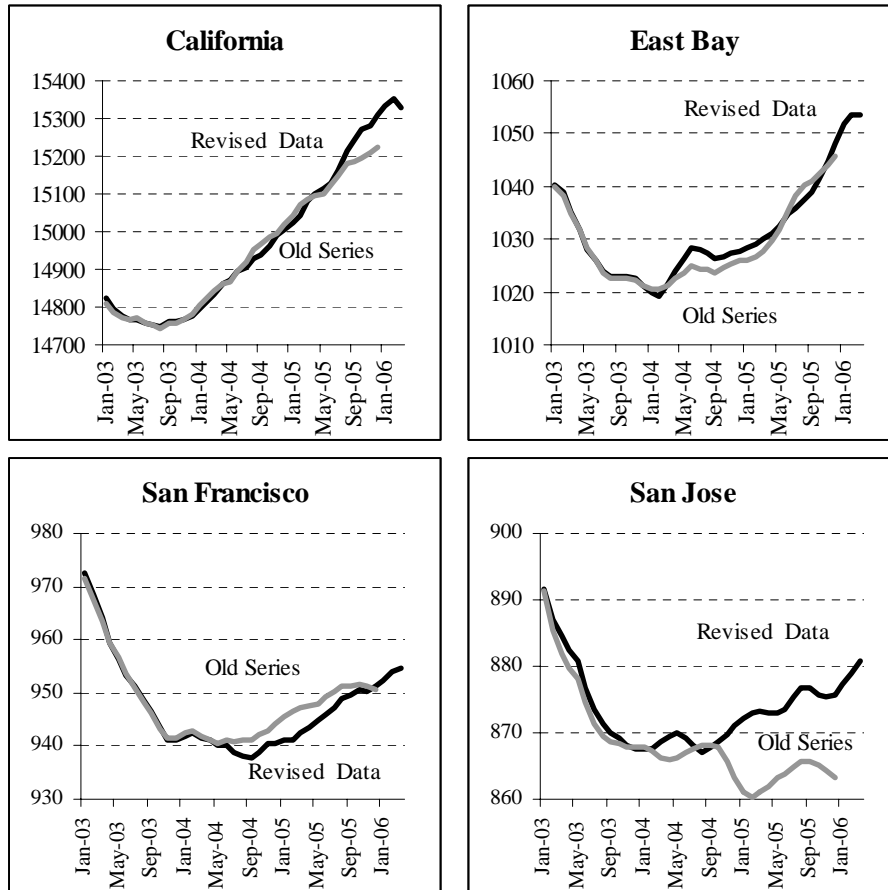 California
15400
15300
15200
15100
15000
14900
14800
14700
Revised Data
Old Series
Jan-03
May-03
Sep-03
Jan-04
May-04
Sep-04
Jan-05
May-05
Sep-05
Jan-06
East Bay
1060
1050
1040
1030
1020
1010
Revised Data
Old Series
Jan-03
May-03
Sep-03
Jan-04
May-04
Sep-04
Jan-05
May-05
Sep-05
Jan-06
San Francisco
980
970
960
950
940
930
Old Series
Revised Data
Jan-03
May-03
Sep-03
Jan-04
May-04
Sep-04
Jan-05
May-05
Sep-05
Jan-06
San Jose
900
890
880
870
860
Revised Data
Old Series
Jan-03
May-03
Sep-03
Jan-04
May-04
Sep-04
Jan-05
May-05
Sep-05
Jan-06